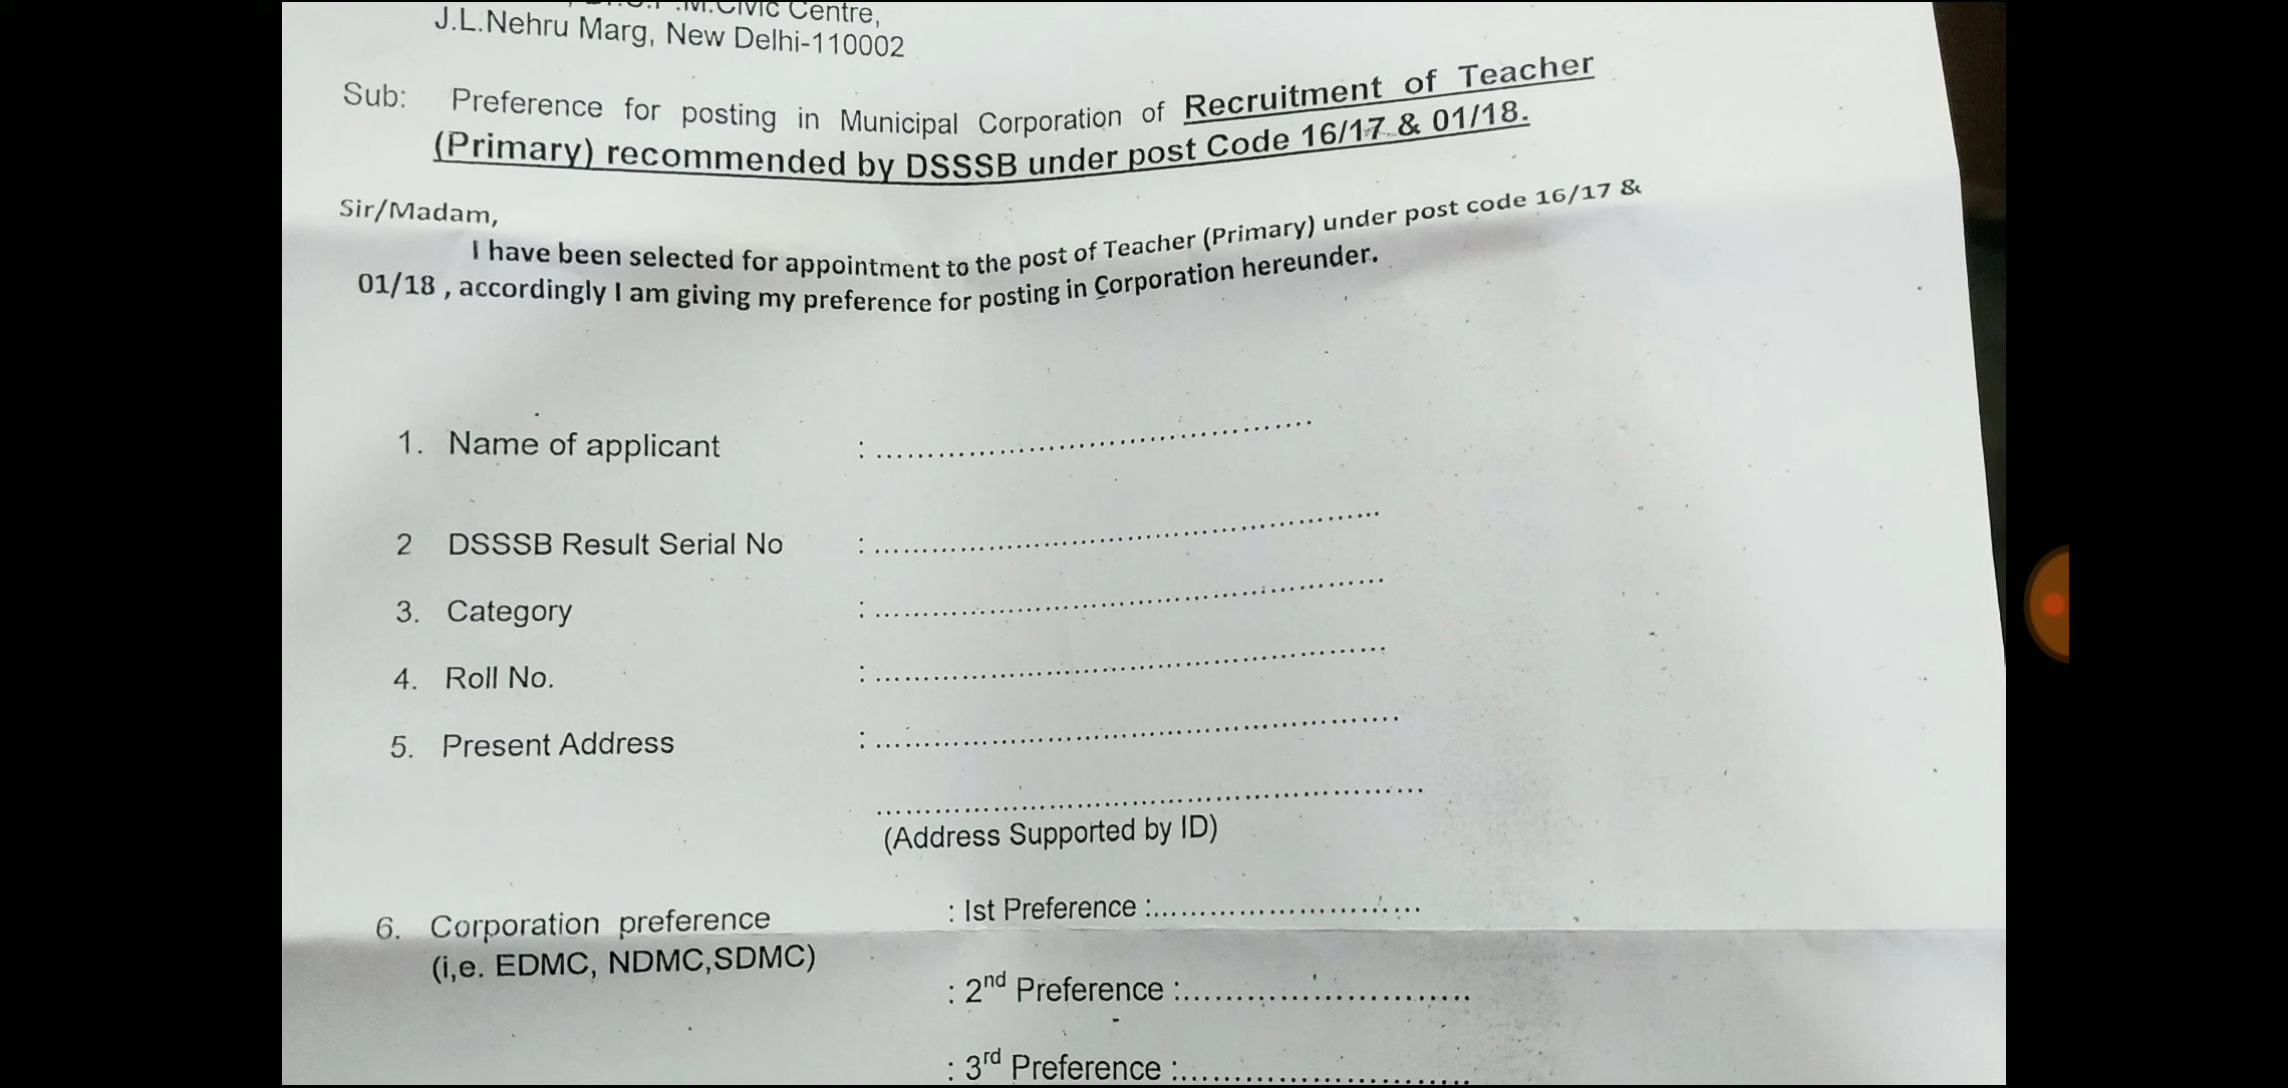 Civic Centre,
J.L.Nehru Marg, New Delhi-110002
Sub: Preference for posting in Municipal Corporation of Recruitment of Teacher
(Primary) recommended by DSSSB under post Code 16/17 & 01/18.
Sir/Madam,
I have been selected for appointment to the post of Teacher (Primary) under post code 16/17 &
01/18 , accordingly I am giving my preference for posting in Corporation hereunder.
1. Name of applicant : ................................................
2 DSSSB Result Serial No : ......................................................
3. Category : ......................................................
4. Roll No. : ......................................................
5. Present Address : ......................................................
......................................................
(Address Supported by ID)
6. Corporation preference : Ist Preference :..............................
(i,e. EDMC, NDMC,SDMC)
: 2nd Preference :..............................
: 3rd Preference :..............................